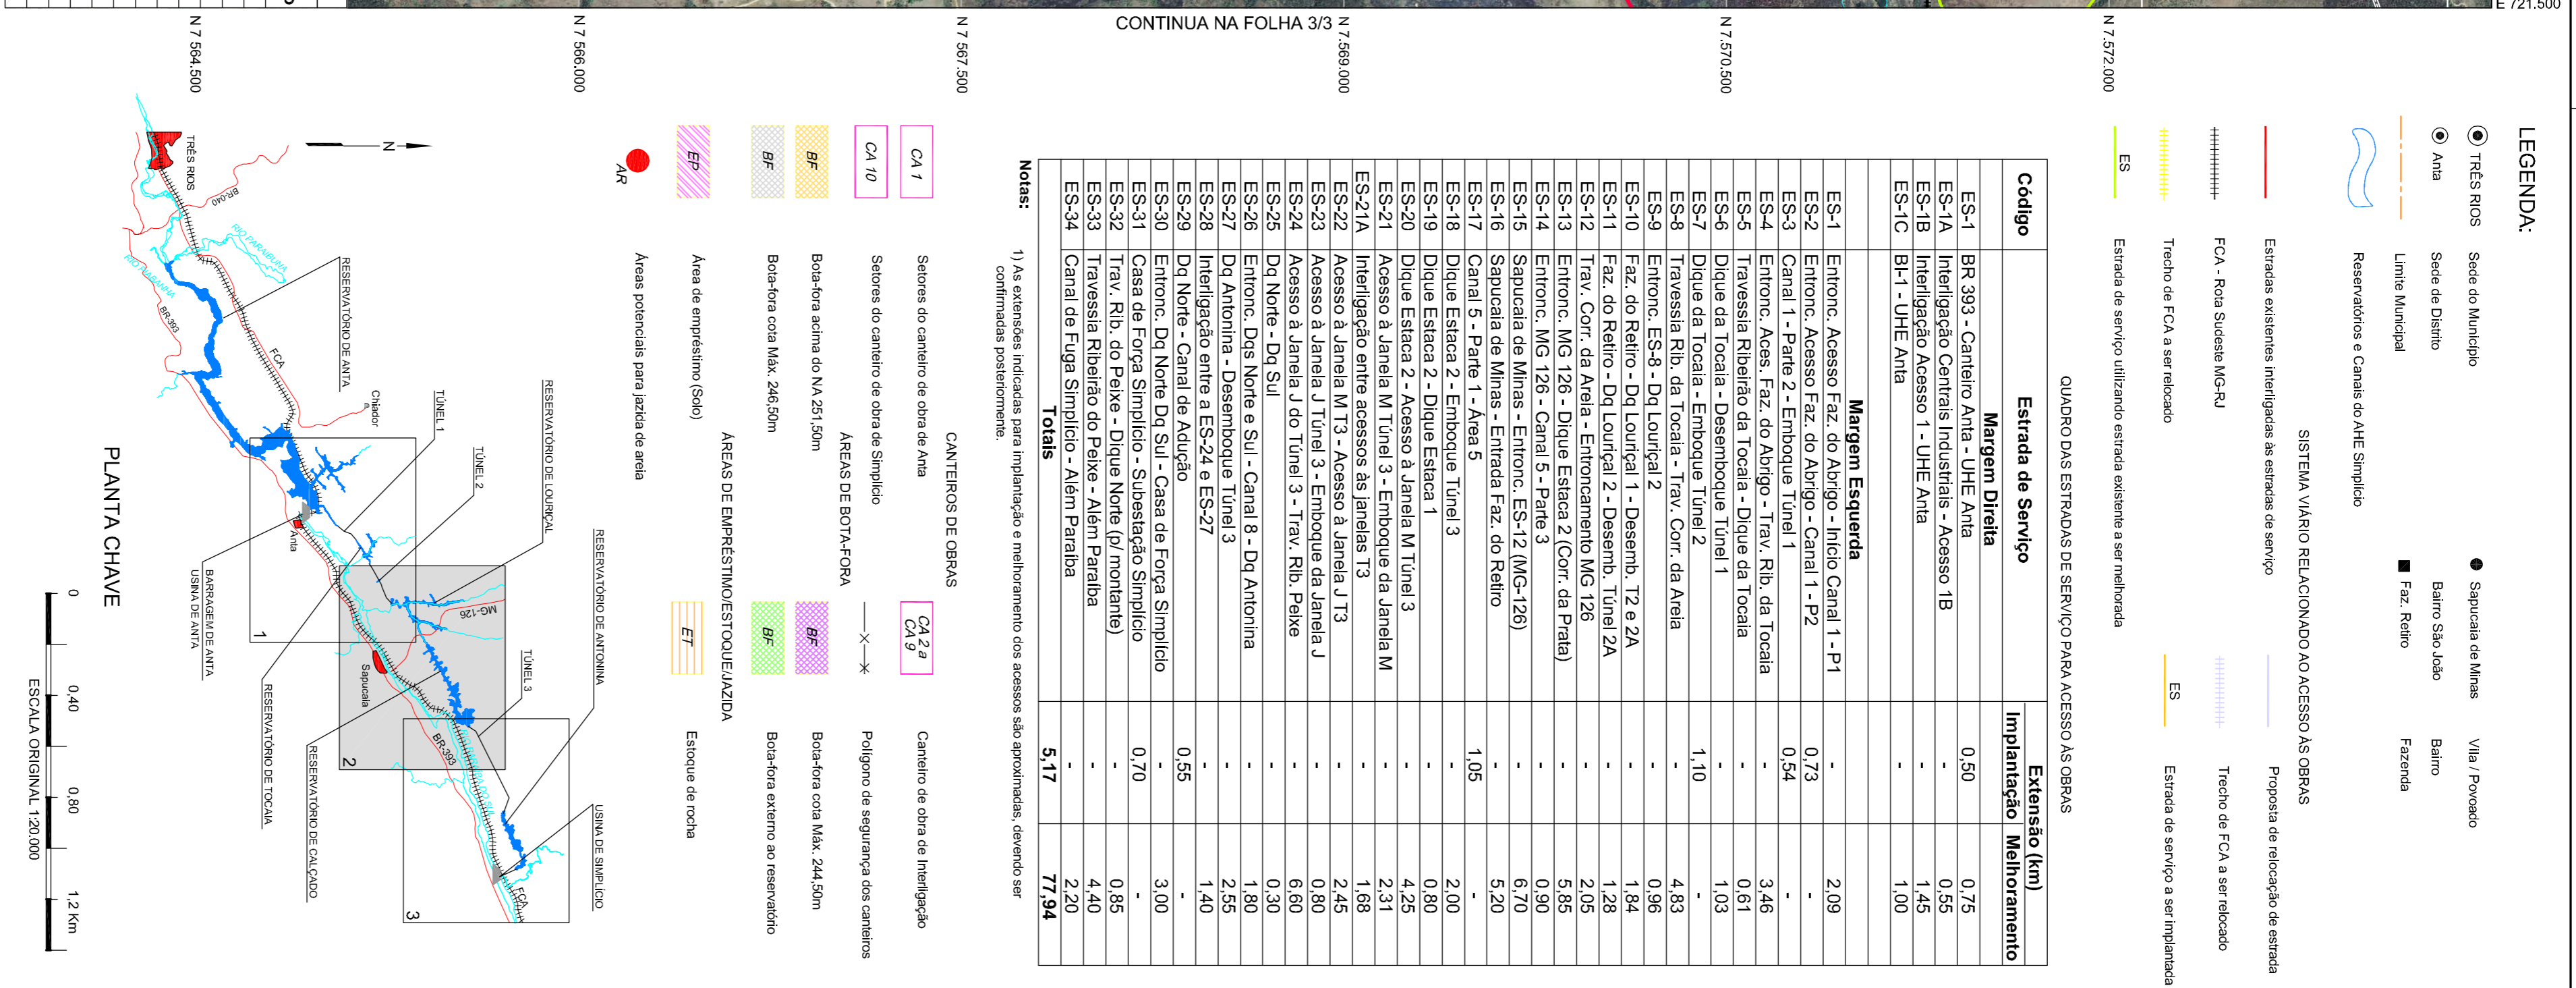 E 721.500
N 7.572.000
N 7.570.500
N 7.569.000
N 7.567.500
N 7.566.000
N 7.564.500
CONTINUA NA FOLHA 3/3
LEGENDA:
TRÊS RIOS Sede do Município
Sapucaia de Minas Vila / Povoado
Anta Sede de Distrito
Bairro São João Bairro
Limite Municipal
Faz. Retiro Fazenda
Reservatórios e Canais do AHE Simplício
SISTEMA VIÁRIO RELACIONADO AO ACESSO ÀS OBRAS
Estradas existentes interligadas às estradas de serviço
Proposta de relocação de estrada
FCA - Rota Sudeste MG-RJ
Trecho de FCA a ser relocado
Trecho de FCA a ser relocado
ES Estrada de serviço a ser implantada
ES Estrada de serviço utilizando estrada existente a ser melhorada
QUADRO DAS ESTRADAS DE SERVIÇO PARA ACESSO ÀS OBRAS
Código Estrada de Serviço Extensão (km)
Implantação Melhoramento
Margem Direita
ES-1 BR 393 - Canteiro Anta - UHE Anta 0,50 0,75
ES-1A Interligação Centrais Industriais - Acesso 1B - 0,55
ES-1B Interligação Acesso 1 - UHE Anta - 1,45
ES-1C BI-1 - UHE Anta - 1,00
Margem Esquerda
ES-1 Entronc. Acesso Faz. do Abrigo - Início Canal 1 - P1 - 2,09
ES-2 Entronc. Acesso Faz. do Abrigo - Canal 1 - P2 0,73 -
ES-3 Canal 1 - Parte 2 - Emboque Túnel 1 0,54 -
ES-4 Entronc. Aces. Faz. do Abrigo - Trav. Rib. da Tocaia - 3,46
ES-5 Travessia Ribeirão da Tocaia - Dique da Tocaia - 0,61
ES-6 Dique da Tocaia - Desemboque Túnel 1 - 1,03
ES-7 Dique da Tocaia - Emboque Túnel 2 1,10 -
ES-8 Travessia Rib. da Tocaia - Trav. Corr. da Areia - 4,83
ES-9 Entronc. ES-8 - Dq Louriçal 2 - 0,96
ES-10 Faz. do Retiro - Dq Louriçal 1 - Desemb. T2 e 2A - 1,84
ES-11 Faz. do Retiro - Dq Louriçal 2 - Desemb. Túnel 2A - 1,28
ES-12 Trav. Corr. da Areia - Entroncamento MG 126 - 2,05
ES-13 Entronc. MG 126 - Dique Estaca 2 (Corr. da Prata) - 5,85
ES-14 Entronc. MG 126 - Canal 5 - Parte 3 - 0,90
ES-15 Sapucaia de Minas - Entronc. ES-12 (MG-126) - 6,70
ES-16 Sapucaia de Minas - Entrada Faz. do Retiro - 5,20
ES-17 Canal 5 - Parte 1 - Área 5 1,05 -
ES-18 Dique Estaca 2 - Emboque Túnel 3 - 2,00
ES-19 Dique Estaca 2 - Dique Estaca 1 - 0,80
ES-20 Dique Estaca 2 - Acesso à Janela M Túnel 3 - 4,25
ES-21 Acesso à Janela M Túnel 3 - Emboque da Janela M - 2,31
ES-21A Interligação entre acessos às janelas T3 - 1,68
ES-22 Acesso à Janela M T3 - Acesso à Janela J T3 - 2,45
ES-23 Acesso à Janela J Túnel 3 - Emboque da Janela J - 0,80
ES-24 Acesso à Janela J do Túnel 3 - Trav. Rib. Peixe - 6,60
ES-25 Dq Norte - Dq Sul - 0,30
ES-26 Entronc. Dqs Norte e Sul - Canal 8 - Dq Antonina - 1,80
ES-27 Dq Antonina - Desemboque Túnel 3 - 2,55
ES-28 Interligação entre a ES-24 e ES-27 - 1,40
ES-29 Dq Norte - Canal de Adução 0,55 -
ES-30 Entronc. Dq Norte Dq Sul - Casa de Força Simplício - 3,00
ES-31 Casa de Força Simplício - Subestação Simplício 0,70 -
ES-32 Trav. Rib. do Peixe - Dique Norte (p/ montante) - 0,85
ES-33 Travessia Ribeirão do Peixe - Além Paraíba - 4,40
ES-34 Canal de Fuga Simplício - Além Paraíba - 2,20
Totais 5,17 77,94
Notas:
1) As extensões indicadas para implantação e melhoramento dos acessos são aproximadas, devendo ser
confirmadas posteriormente.
CANTEIROS DE OBRAS
CA 1 Setores do canteiro de obra de Anta
CA 2 a
CA 9 Canteiro de obra de Interligação
CA 10 Setores do canteiro de obra de Simplício
Polígono de segurança dos canteiros
ÁREAS DE BOTA-FORA
BF Bota-fora acima do NA 251,50m
BF Bota-fora cota Máx. 244,50m
BF Bota-fora cota Máx. 246,50m
BF Bota-fora externo ao reservatório
ÁREAS DE EMPRÉSTIMO/ESTOQUE/JAZIDA
EP Área de empréstimo (Solo)
ET Estoque de rocha
AR Áreas potenciais para jazida de areia
N
TRÊS RIOS
BR-040
RIO PARAIBUNA
RIO PIABANHA
BR-393
RESERVATÓRIO DE ANTA
FCA
Chiador
TÚNEL 1
TÚNEL 2
RESERVATÓRIO DE LOURIÇAL
RESERVATÓRIO DE ANTONINA
TÚNEL 3
USINA DE SIMPLÍCIO
MG-126
Anta
BARRAGEM DE ANTA
USINA DE ANTA
1
Sapucaia
2
RIO PARAÍBA DO SUL
BR-393
RESERVATÓRIO DE TOCAIA
RESERVATÓRIO DE CALÇADO
FCA
3
PLANTA CHAVE
0 0,40 0,80 1,2 Km
ESCALA ORIGINAL 1:20.000